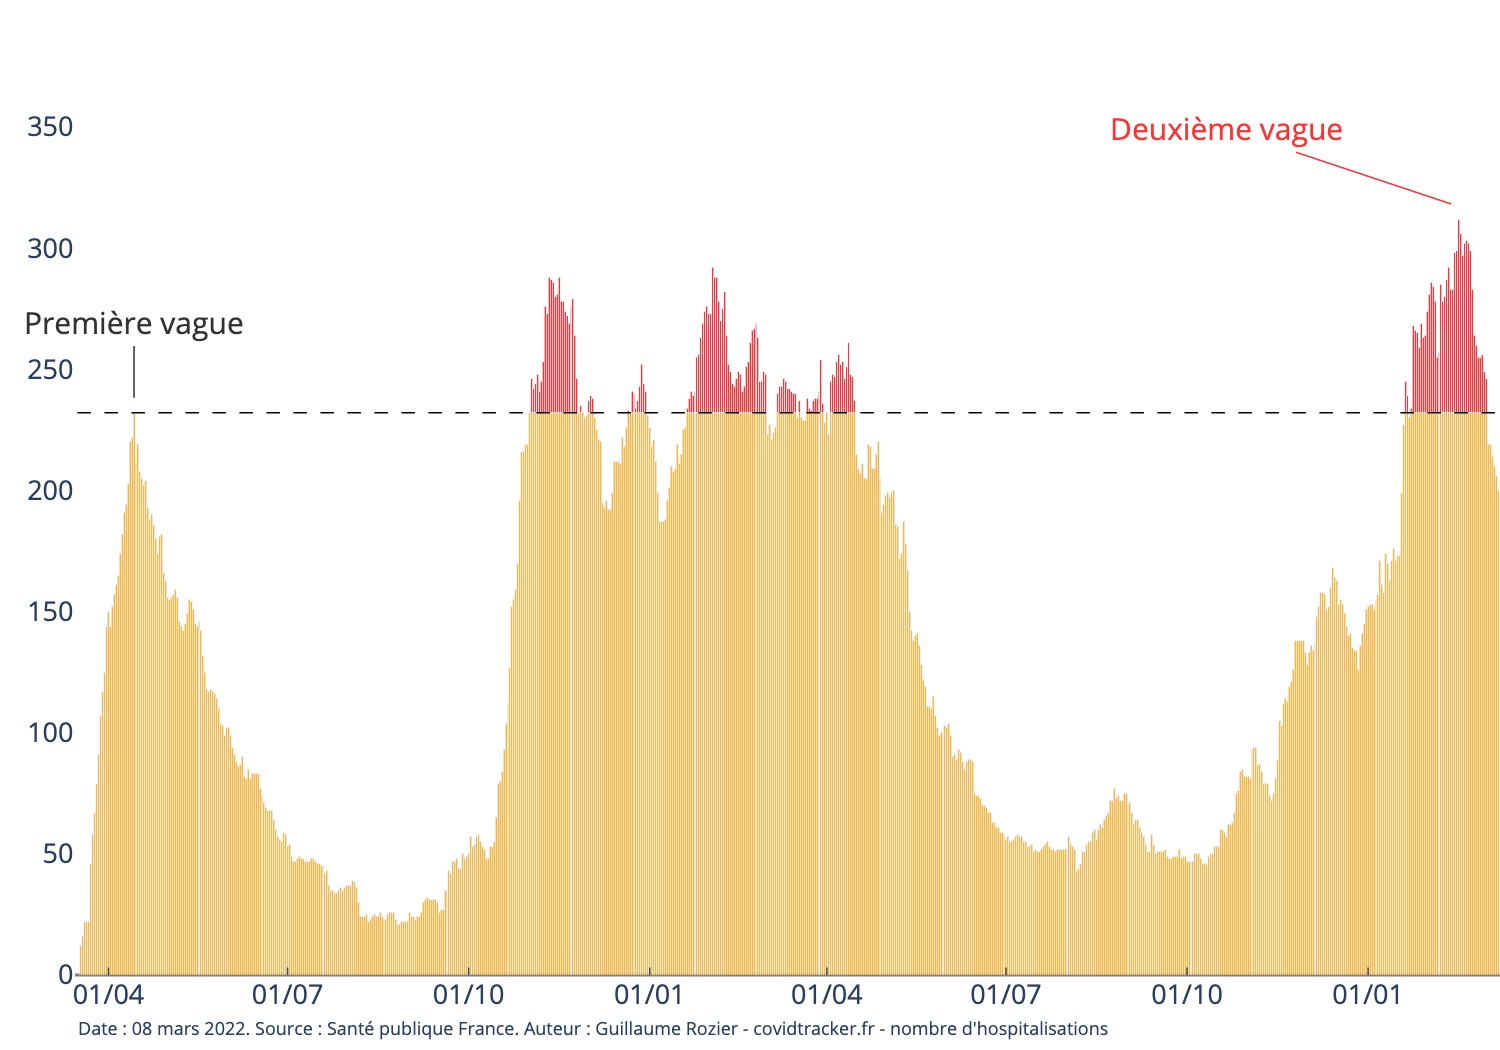 350
Deuxième vague
300
Première vague
250
200
150
100
50
0
01/04 01/07 01/10 01/01 01/04 01/07 01/10 01/01
Date : 08 mars 2022. Source : Santé publique France. Auteur : Guillaume Rozier - covidtracker.fr - nombre d'hospitalisations